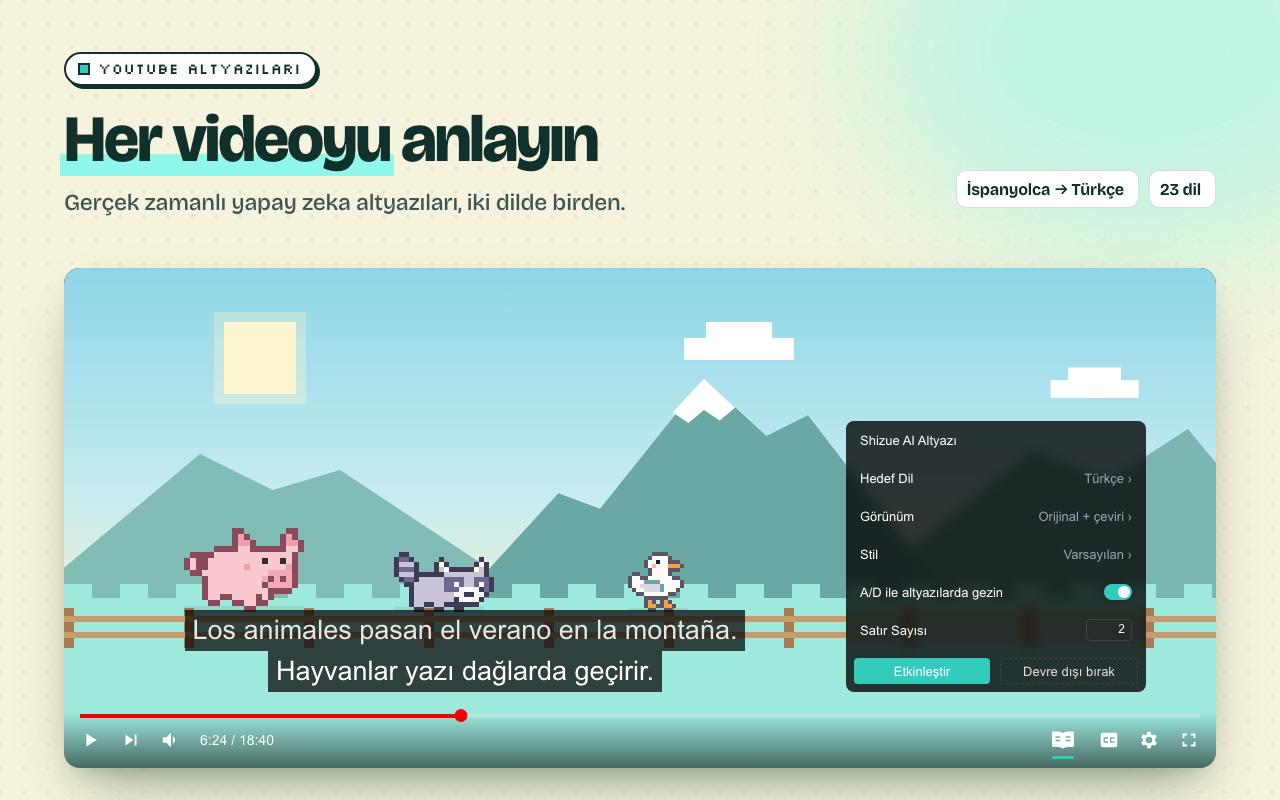 YOUTUBE ALTYAZILARI
Her videoyu anlayın
Gerçek zamanlı yapay zeka altyazıları, iki dilde birden.
İspanyolca → Türkçe
23 dil
Shizue AI Altyazı
Hedef Dil Türkçe ›
Görünüm Orijinal + çeviri ›
Stil Varsayılan ›
A/D ile altyazılarda gezin
Satır Sayısı 2
Etkinleştir Devre dışı bırak
Los animales pasan el verano en la montaña.
Hayvanlar yazı dağlarda geçirir.
6:24 / 18:40
CC